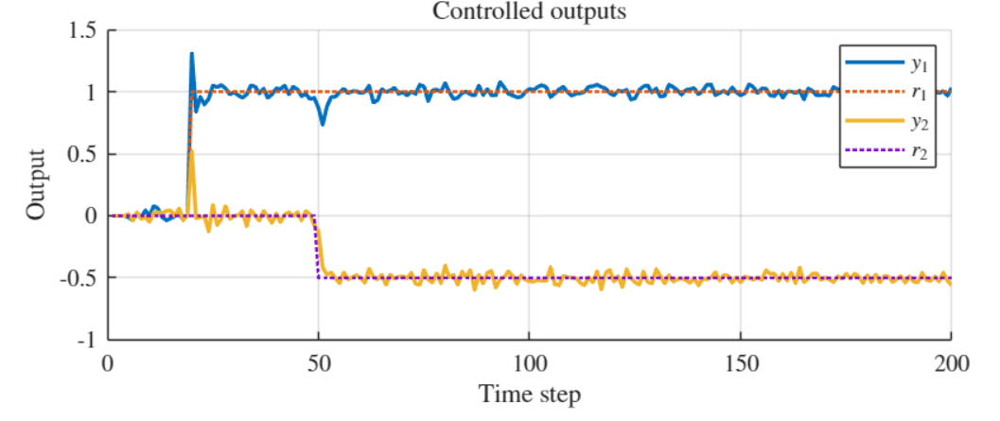 Controlled outputs
1.5
1
0.5
0
-0.5
-1
Output
0 50 100 150 200
Time step
y1
r1
y2
r2